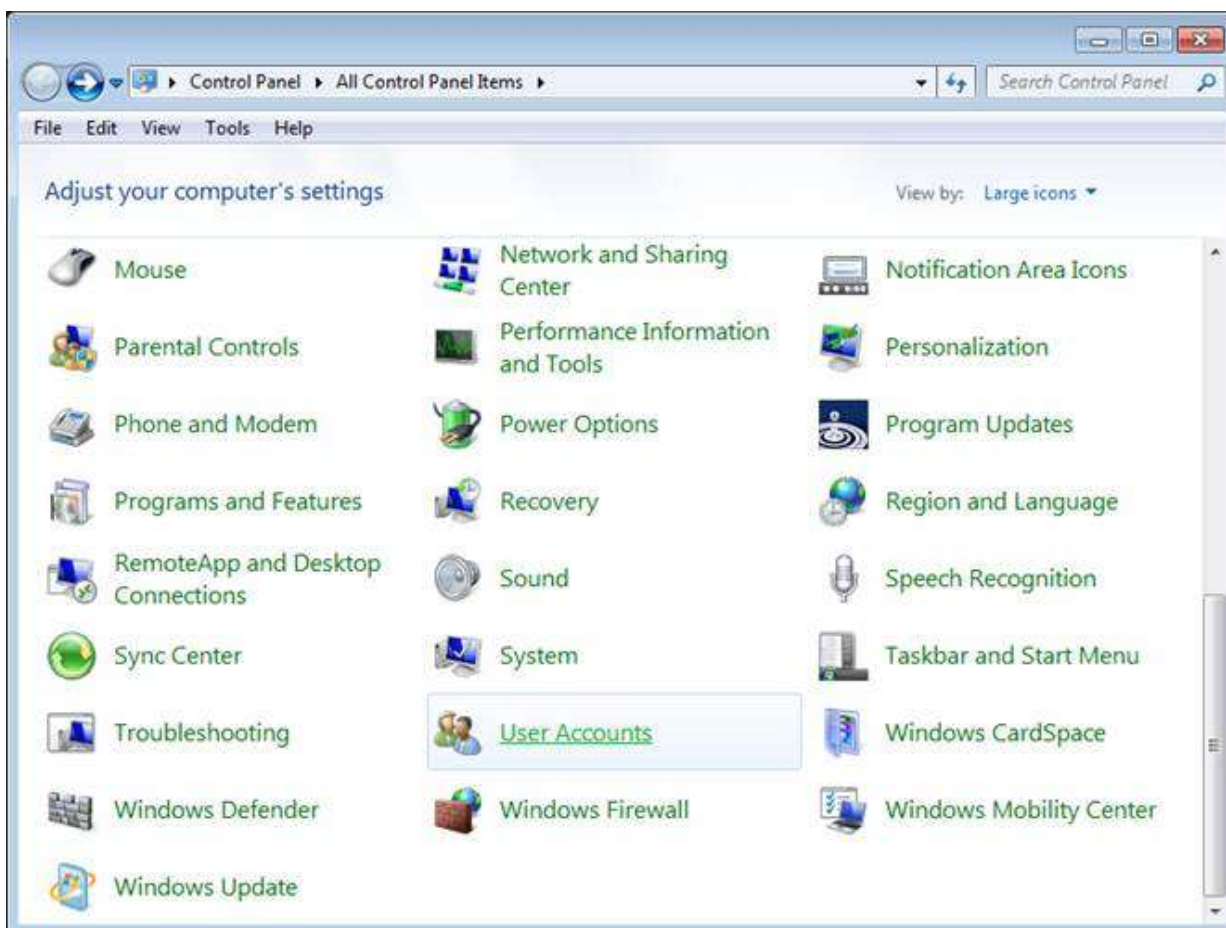 Control Panel All Control Panel Items Search Control Panel
File Edit View Tools Help
Adjust your computer's settings View by: Large icons
Mouse
Network and Sharing
Center
Notification Area Icons
Parental Controls
Performance Information
and Tools
Personalization
Phone and Modem
Power Options
Program Updates
Programs and Features
Recovery
Region and Language
RemoteApp and Desktop
Connections
Sound
Speech Recognition
Sync Center
System
Taskbar and Start Menu
Troubleshooting
User Accounts
Windows CardSpace
Windows Defender
Windows Firewall
Windows Mobility Center
Windows Update